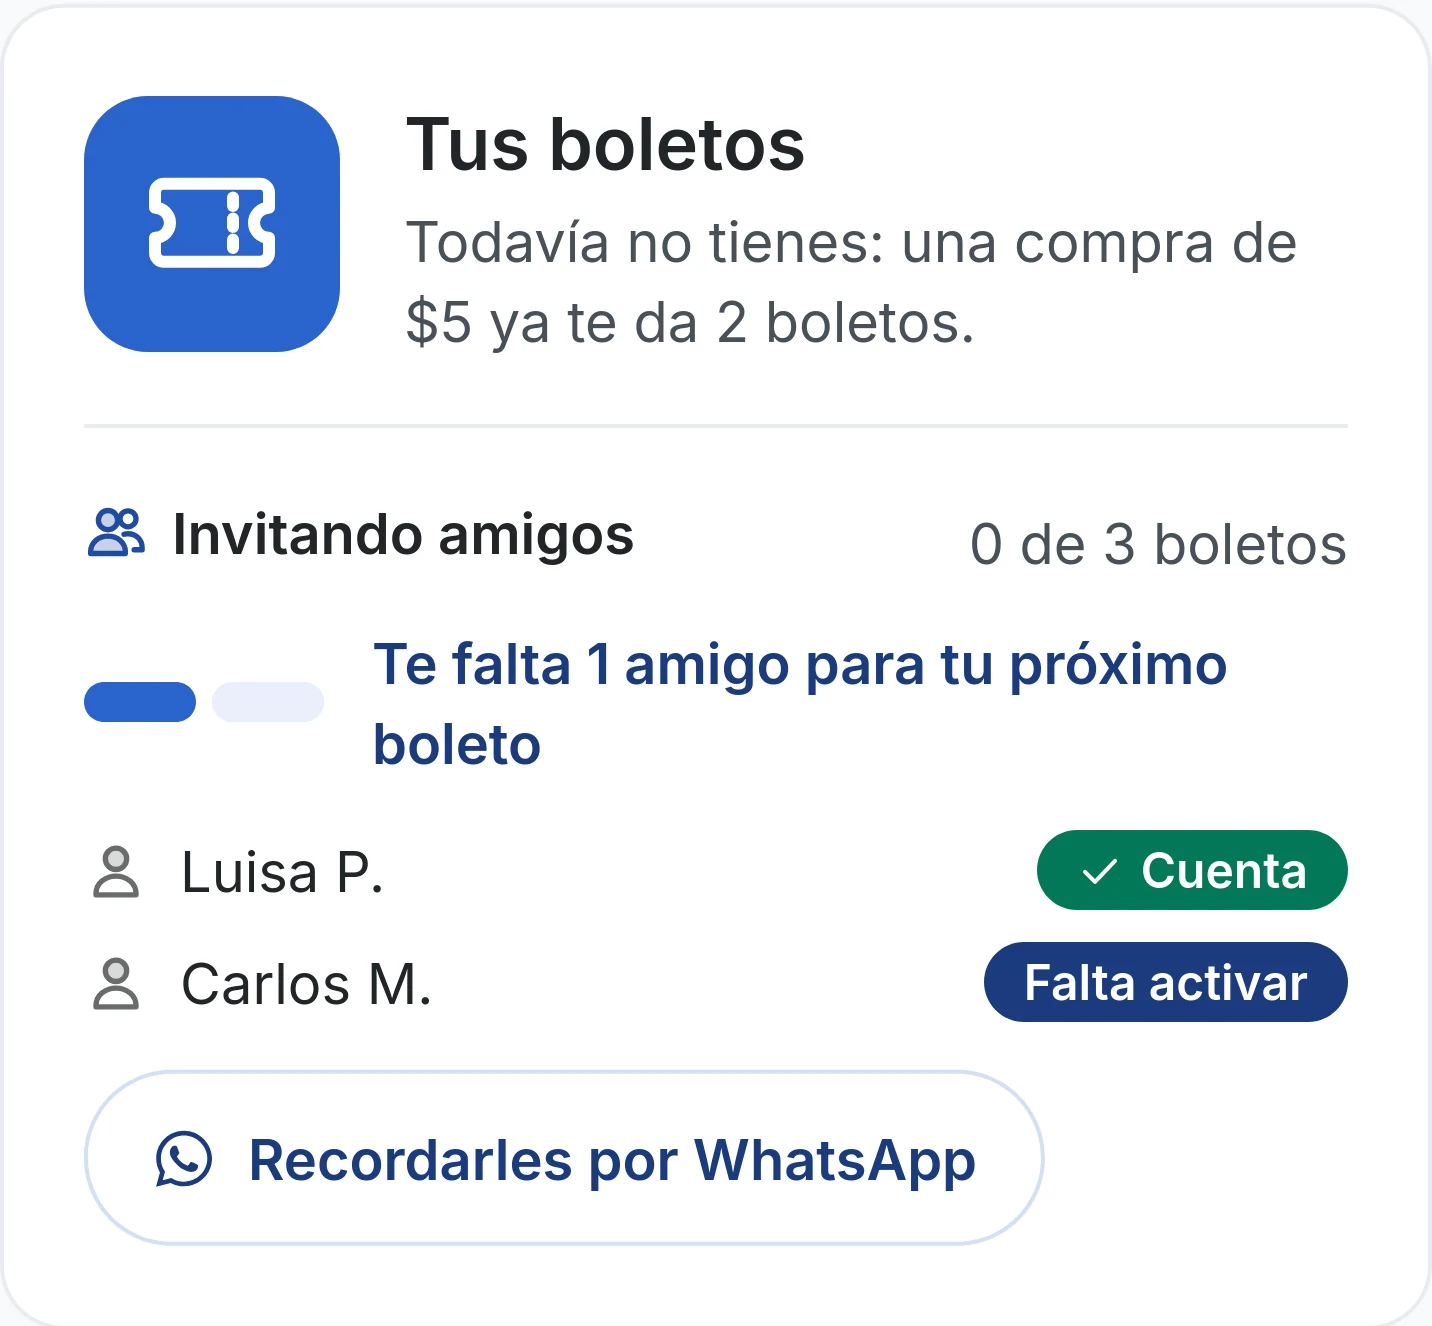 Tus boletos
Todavía no tienes: una compra de
$5 ya te da 2 boletos.
Invitando amigos
0 de 3 boletos
Te falta 1 amigo para tu próximo
boleto
Luisa P.
Cuenta
Carlos M.
Falta activar
Recordarles por WhatsApp